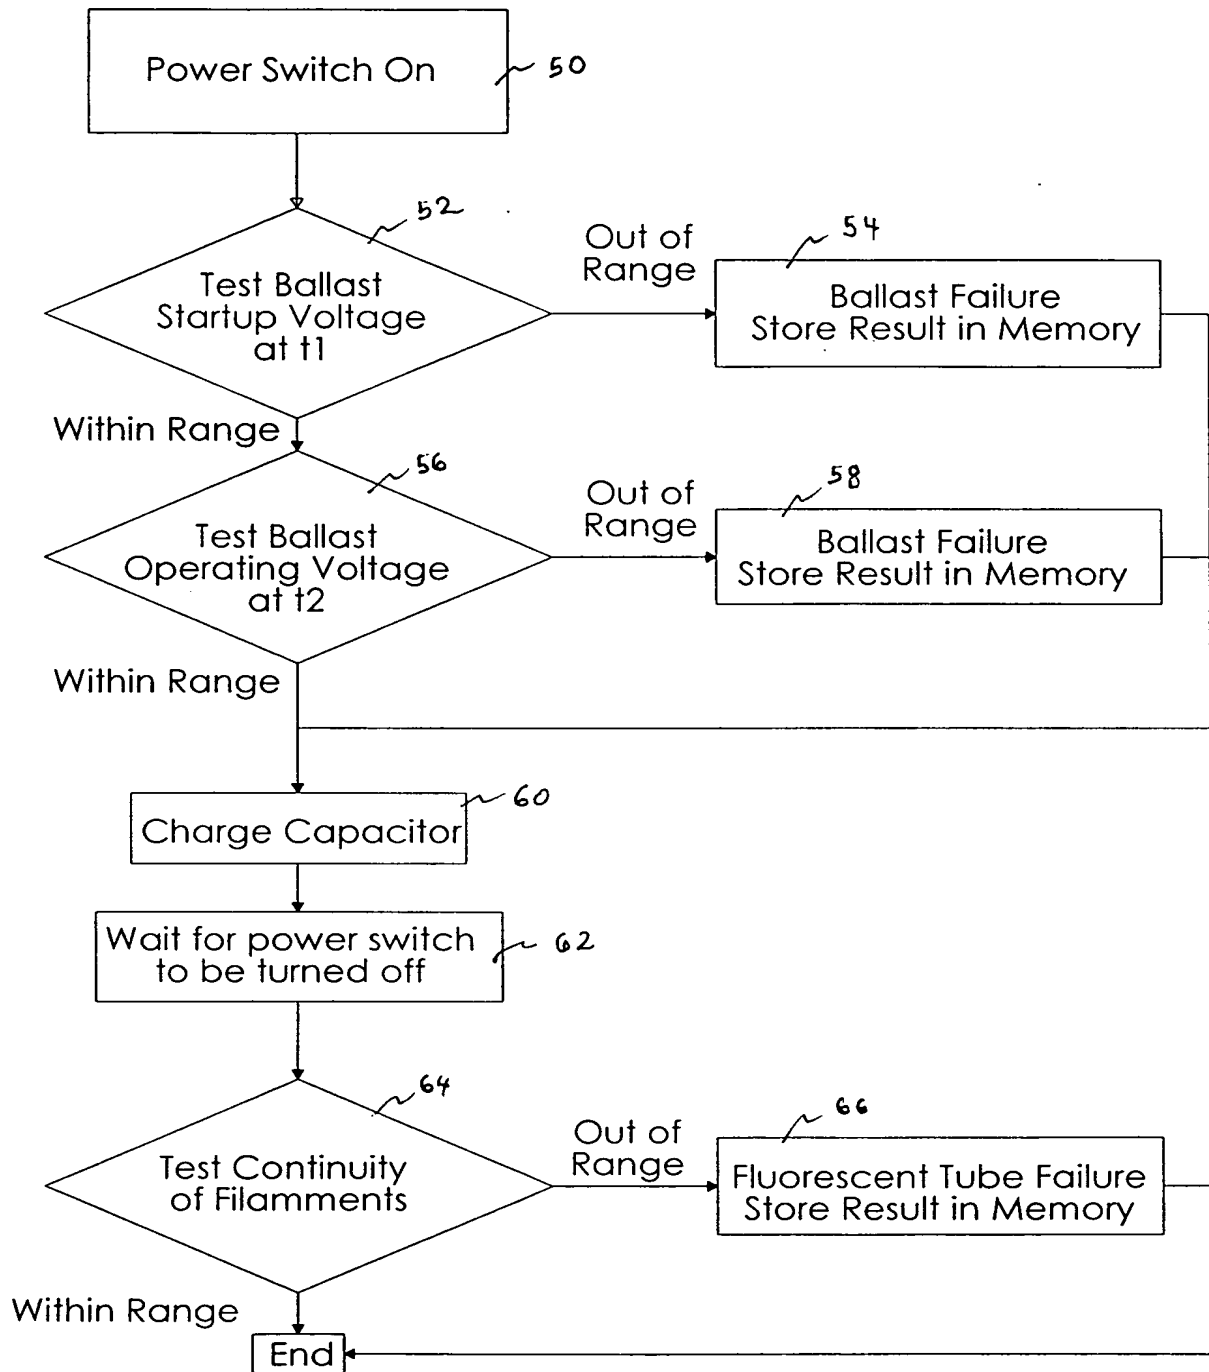 Power Switch On
50
52
Test Ballast
Startup Voltage
at t1
Out of
Range
54
Ballast Failure
Store Result in Memory
Within Range
56
Test Ballast
Operating Voltage
at t2
Out of
Range
58
Ballast Failure
Store Result in Memory
Within Range
60
Charge Capacitor
Wait for power switch
to be turned off
62
64
Test Continuity
of Filamments
Out of
Range
66
Fluorescent Tube Failure
Store Result in Memory
Within Range
End